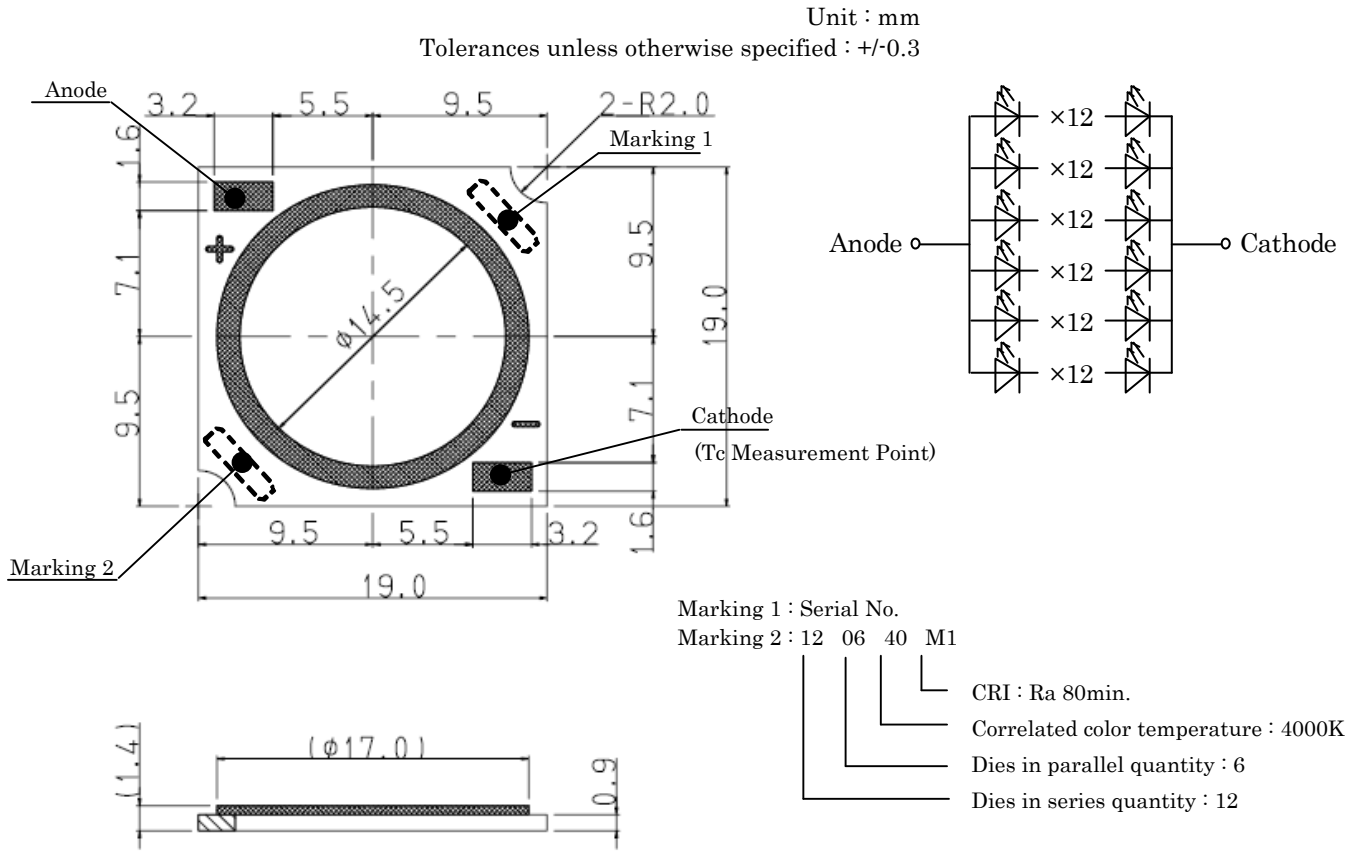 Unit : mm
Tolerances unless otherwise specified : +/-0.3
Anode
3.2 5.5 9.5 2-R2.0
Marking 1
1.6
7.1
9.5
+
ø14.5
9.5
19.0
7.1
1.6
-
Cathode
(Tc Measurement Point)
Marking 2
9.5 5.5 3.2
19.0
×12
×12
×12
Anode Cathode
×12
×12
×12
Marking 1 : Serial No.
Marking 2 : 12 06 40 M1
CRI : Ra 80min.
Correlated color temperature : 4000K
Dies in parallel quantity : 6
Dies in series quantity : 12
(ø17.0)
(1.4)
0.9